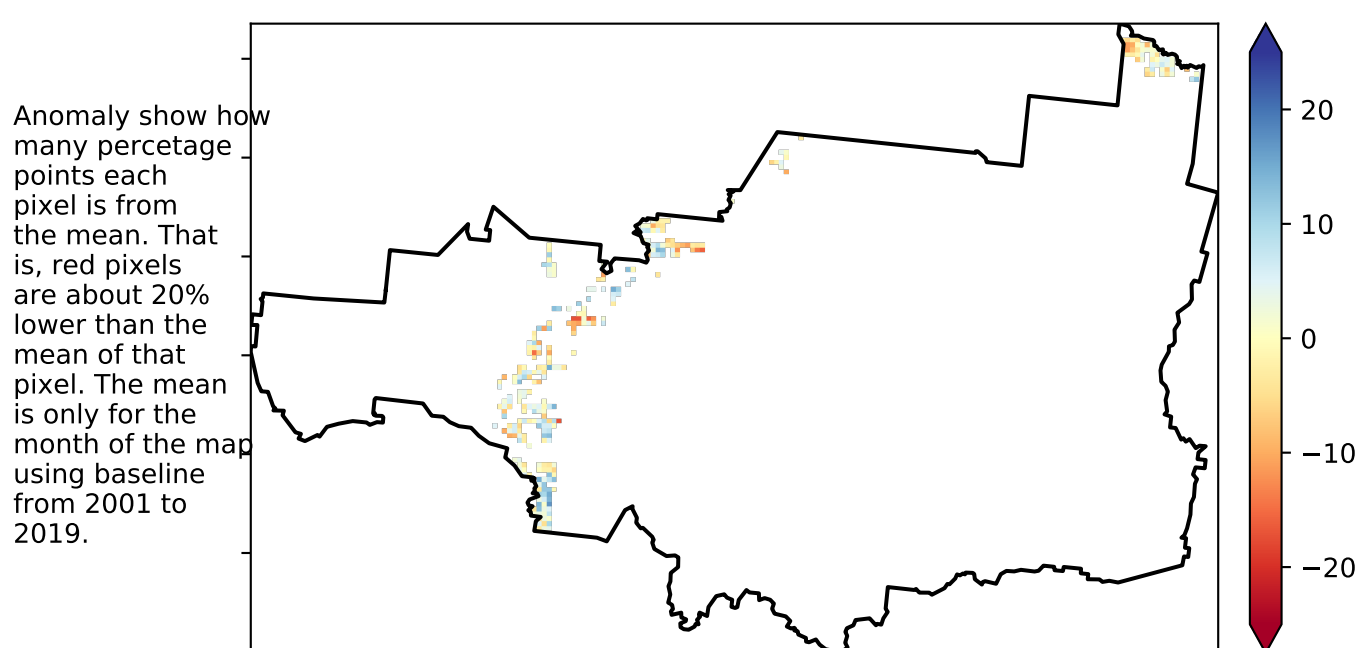 Anomaly show how
many percetage
points each
pixel is from
the mean. That
is, red pixels
are about 20%
lower than the
mean of that
pixel. The mean
is only for the
month of the map
using baseline
from 2001 to
2019.
20
10
0
−10
−20